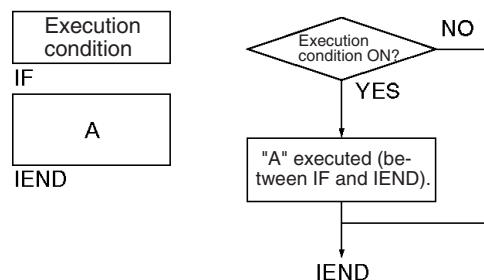 Execution
condition
IF
A
IEND
Execution
condition ON?
NO
YES
"A" executed (be-
tween IF and IEND).
IEND